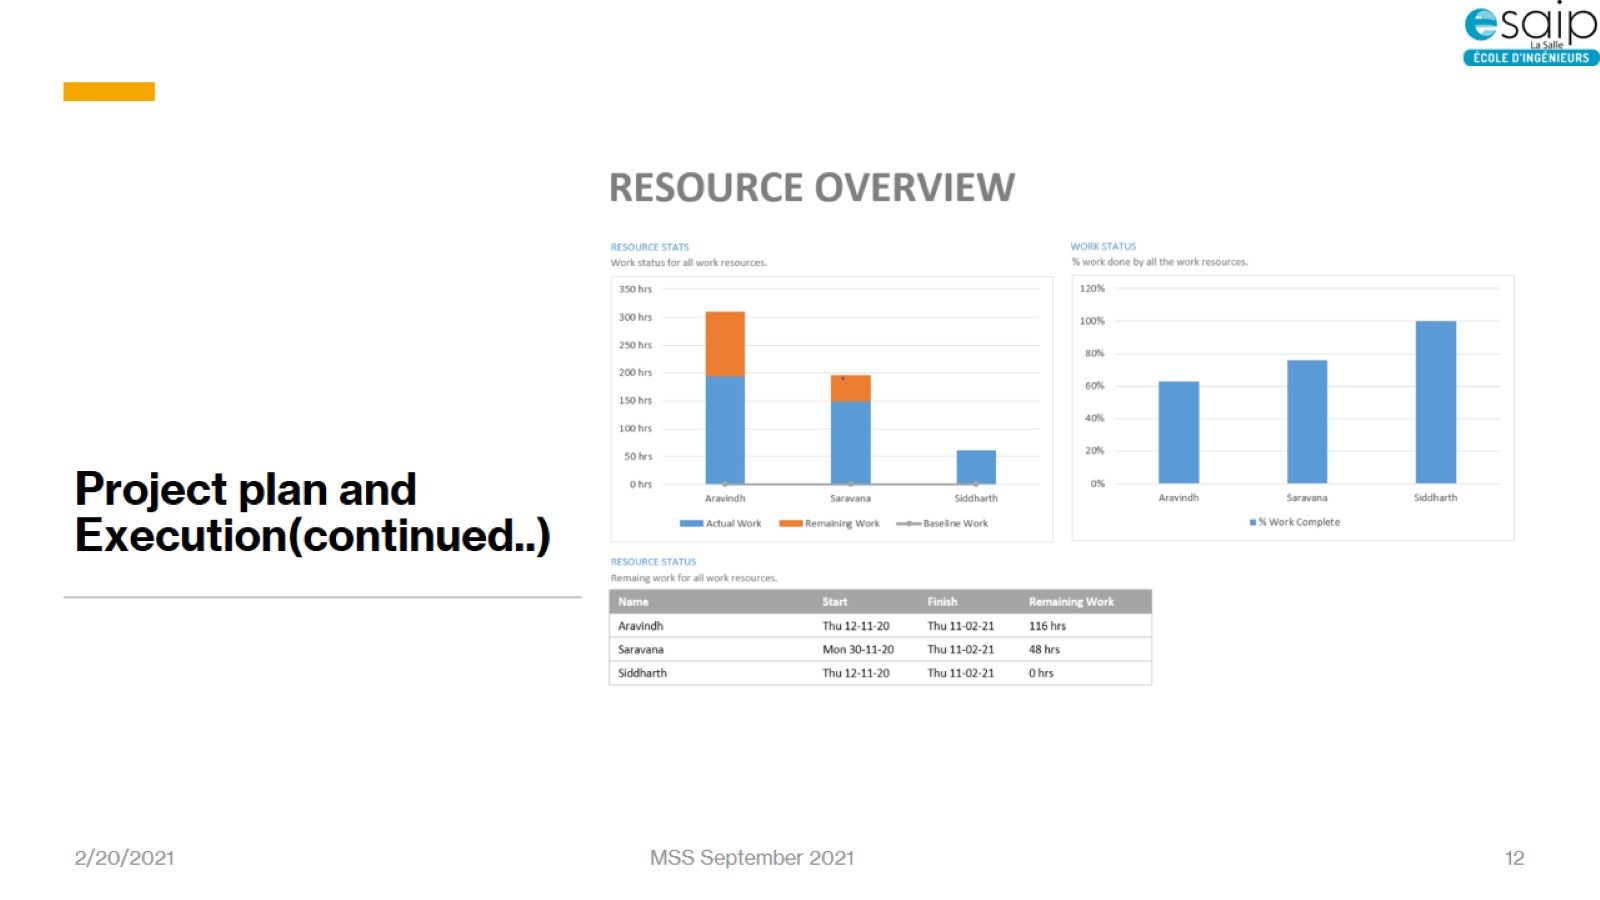 esaip
La Salle
ÉCOLE D'INGÉNIEURS
Project plan and
Execution(continued..)
RESOURCE OVERVIEW
RESOURCE STATS
Work status for all work resources.
350 hrs
300 hrs
250 hrs
200 hrs
150 hrs
100 hrs
50 hrs
0 hrs
Aravindh Saravana Siddharth
Actual Work Remaining Work Baseline Work
WORK STATUS
% work done by all the work resources.
120%
100%
80%
60%
40%
20%
0%
Aravindh Saravana Siddharth
% Work Complete
RESOURCE STATUS
Remaing work for all work resources.
Name Start Finish Remaining Work
Aravindh Thu 12-11-20 Thu 11-02-21 116 hrs
Saravana Mon 30-11-20 Thu 11-02-21 48 hrs
Siddharth Thu 12-11-20 Thu 11-02-21 0 hrs
2/20/2021 MSS September 2021 12